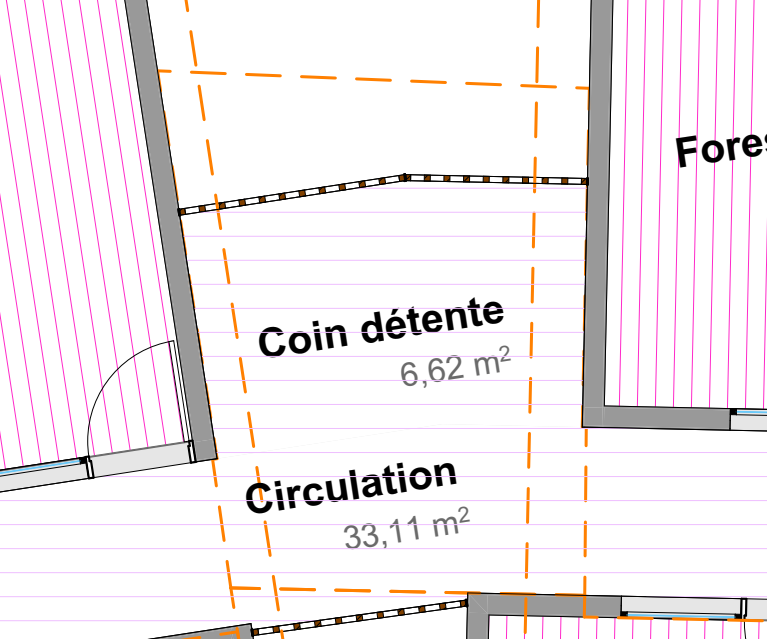 Fores
Coin détente
6,62 m²
Circulation
33,11 m²